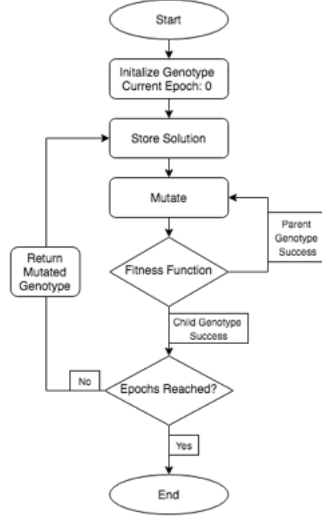 Start
Initalize Genotype
Current Epoch: 0
Store Solution
Mutate
Parent
Genotype
Success
Return
Mutated
Genotype
Fitness Function
Child Genotype
Success
No
Epochs Reached?
Yes
End